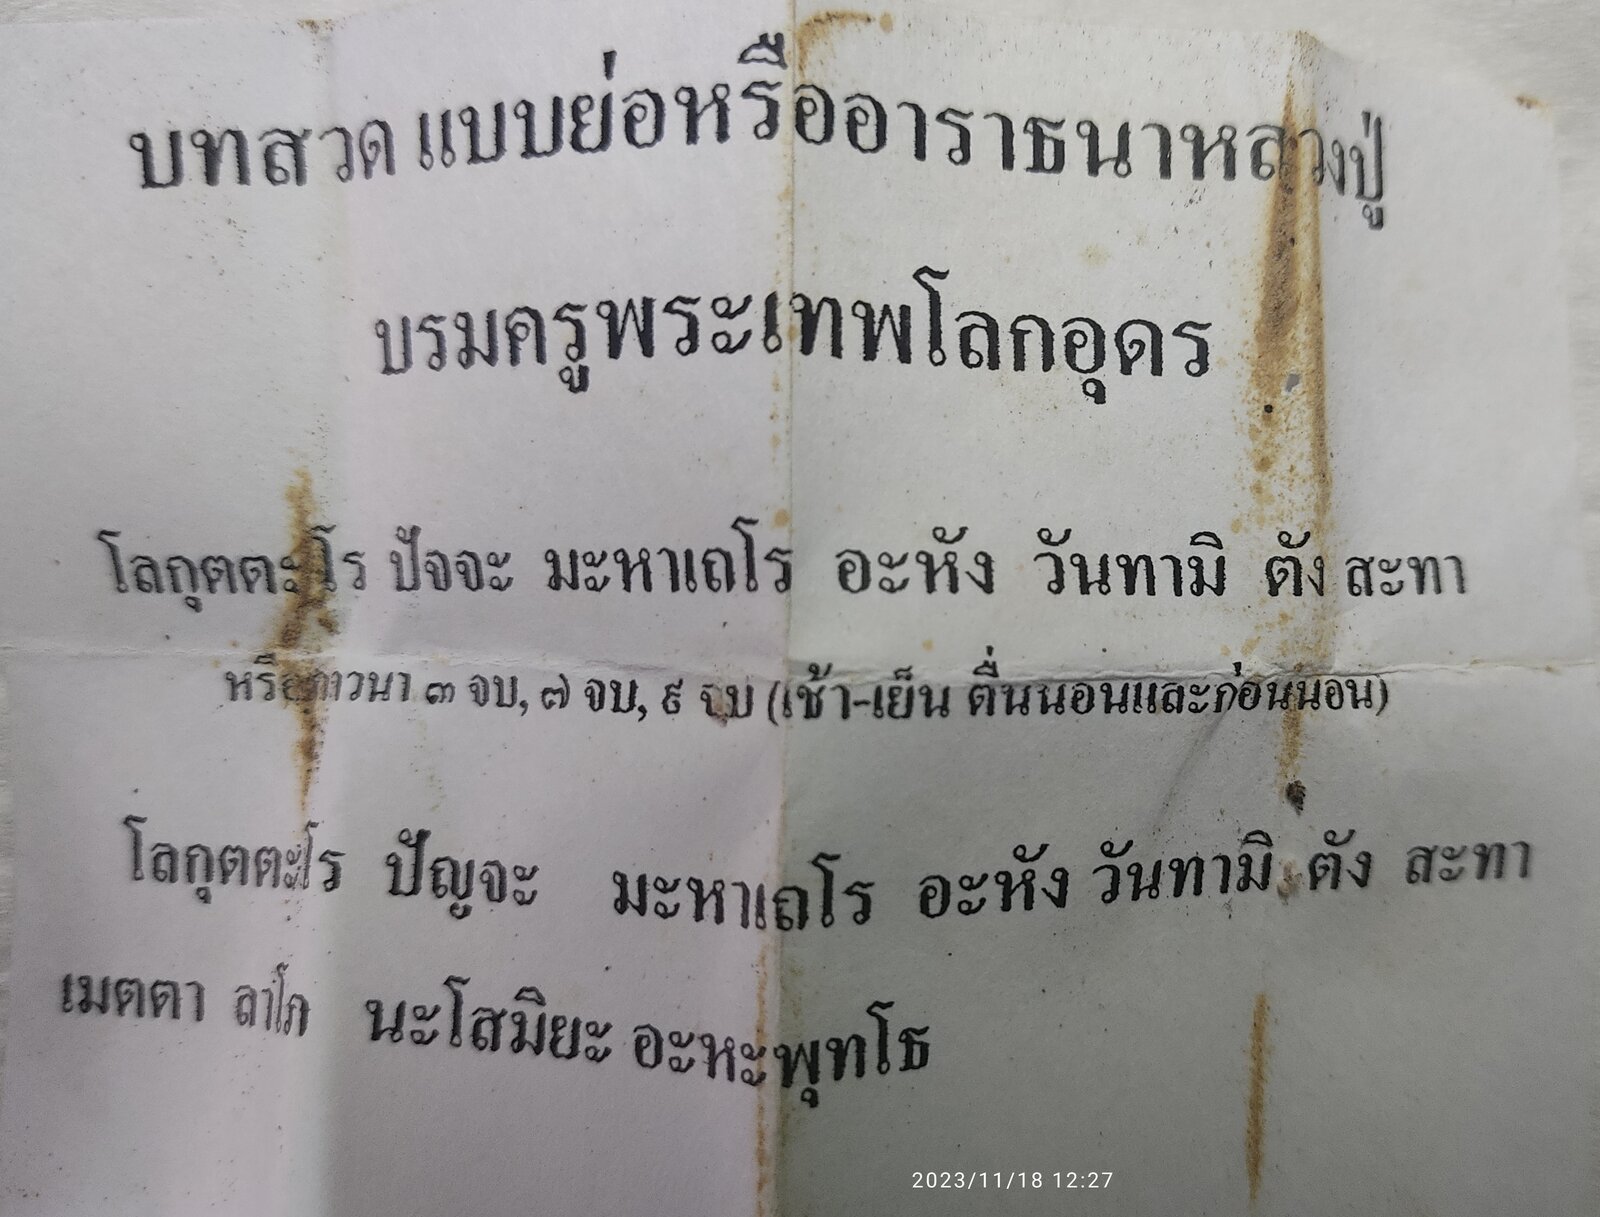 บทสวดแบบย่อหรืออาราธนาหลวงปู่
บรมครูพระเทพโลกอุดร
โลกุตตะโร ปัจจะ มะหาเถโร อะหัง วันทามิ ตัง สะทา
หรือภาวนา ๓ จบ, ๗ จบ, ๙ จบ (เช้า-เย็น ตื่นนอนและก่อนนอน)
โลกุตตะโร ปัญจะ มะหาเถโร อะหัง วันทามิ ตัง สะทา
เมตตา ลาโภ นะโสมิยะ อะหะพุทโธ
2023/11/18 12:27